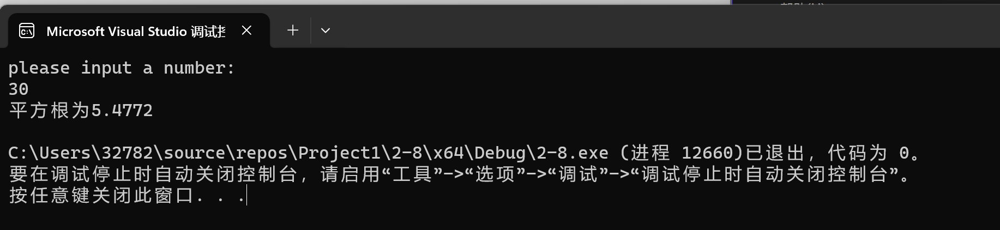 Microsoft Visual Studio 调试
please input a number:
30
平方根为5.4772
C:\Users\32782\source\repos\Project1\2-8\x64\Debug\2-8.exe (进程 12660)已退出，代码为 0。
要在调试停止时自动关闭控制台，请启用“工具”->“选项”->“调试”->“调试停止时自动关闭控制台”。
按任意键关闭此窗口. . .